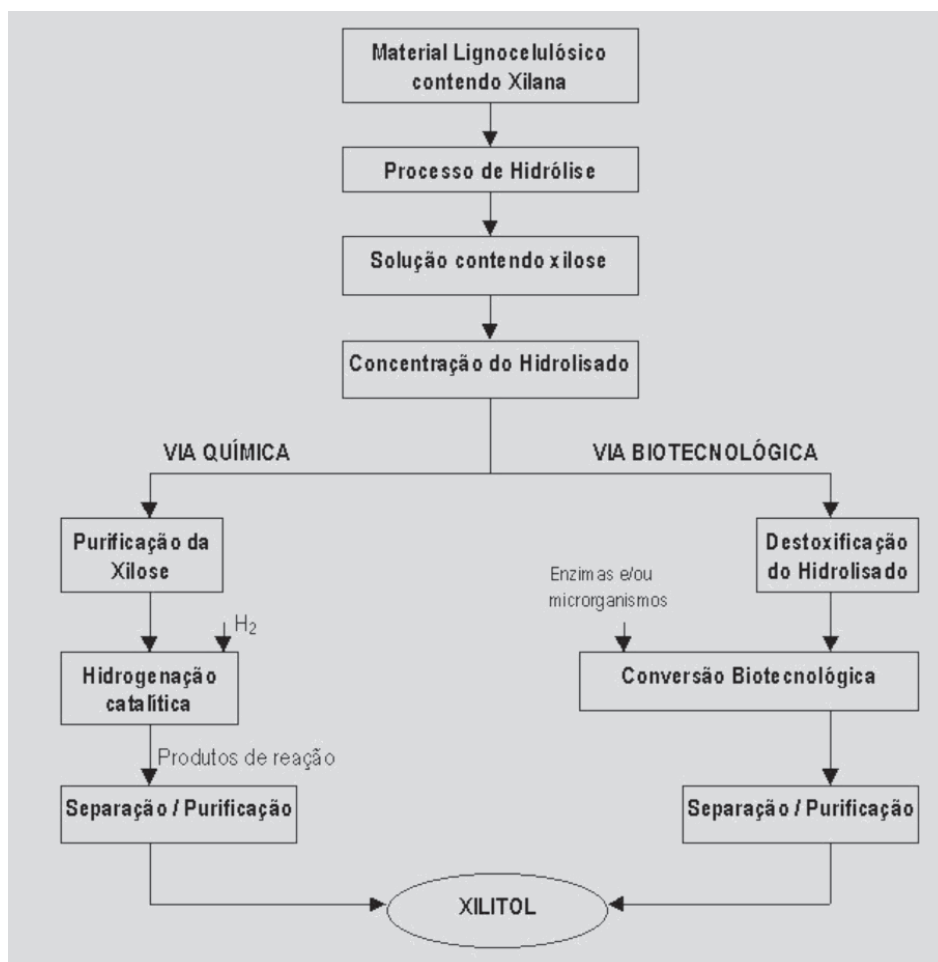 Material Lignocelulósico
contendo Xilana
Processo de Hidrólise
Solução contendo xilose
Concentração do Hidrolisado
VIA QUÍMICA
VIA BIOTECNOLÓGICA
Purificação da
Xilose
H₂
Hidrogenação
catalítica
Produtos de reação
Separação / Purificação
Destoxificação
do Hidrolisado
Enzimas e/ou
microrganismos
Conversão Biotecnológica
Separação / Purificação
XILITOL